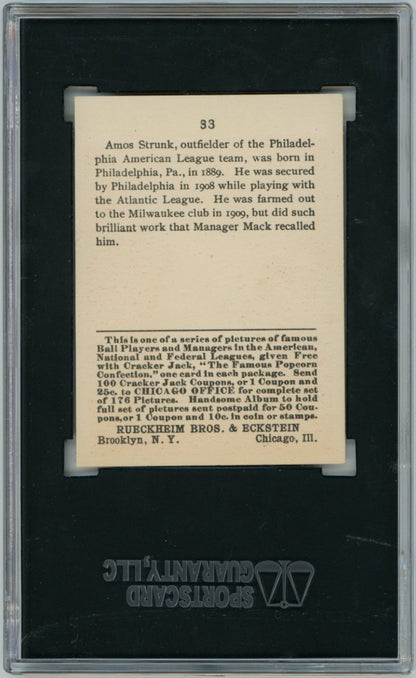 33
Amos Strunk, outfielder of the Philadel-
phia American League team, was born in
Philadelphia, Pa., in 1889. He was secured
by Philadelphia in 1908 while playing with
the Atlantic League. He was farmed out
to the Milwaukee club in 1909, but did such
brilliant work that Manager Mack recalled
him.
This is one of a series of pictures of famous
Ball Players and Managers in the American,
National and Federal Leagues, given Free
with Cracker Jack, "The Famous Popcorn
Confection," one card in each package. Send
100 Cracker Jack Coupons, or 1 Coupon and
25c. to CHICAGO OFFICE for complete set
of 176 Pictures. Handsome Album to hold
full set of pictures sent postpaid for 50 Cou-
pons, or 1 Coupon and 10c. in coin or stamps.
RUECKHEIM BROS. & ECKSTEIN
Brooklyn, N. Y. Chicago, Ill.
SPORTSCARD
GUARANTY, LLC